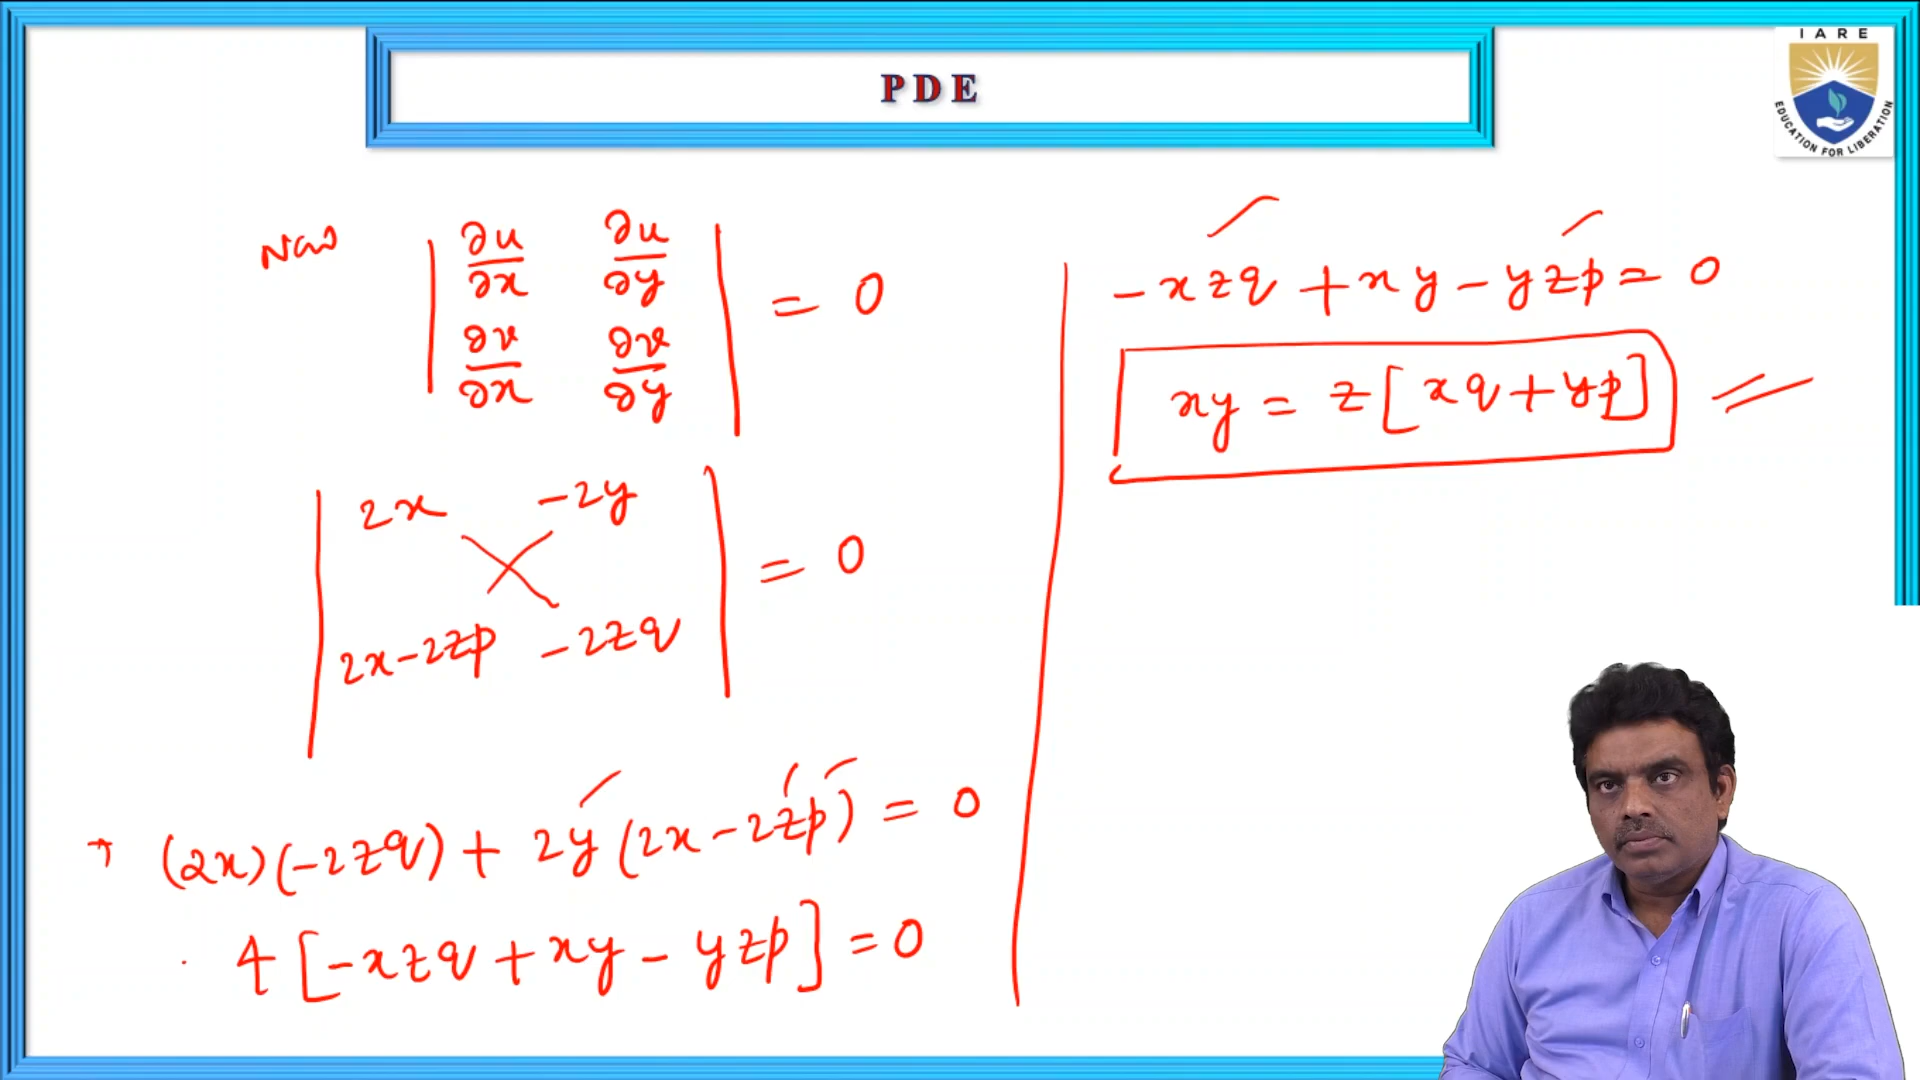 PDE
IARE
EDUCATION FOR LIBERATION
Now | ∂u/∂x ∂u/∂y |
| ∂v/∂x ∂v/∂y | = 0
| 2x -2y |
| 2x-2zp -2zq | = 0
(2x)(-2zq) + 2y(2x-2zp) = 0
4[-xzq + xy - yzp] = 0
-xzq + xy - yzp = 0
xy = z[xq + yp]